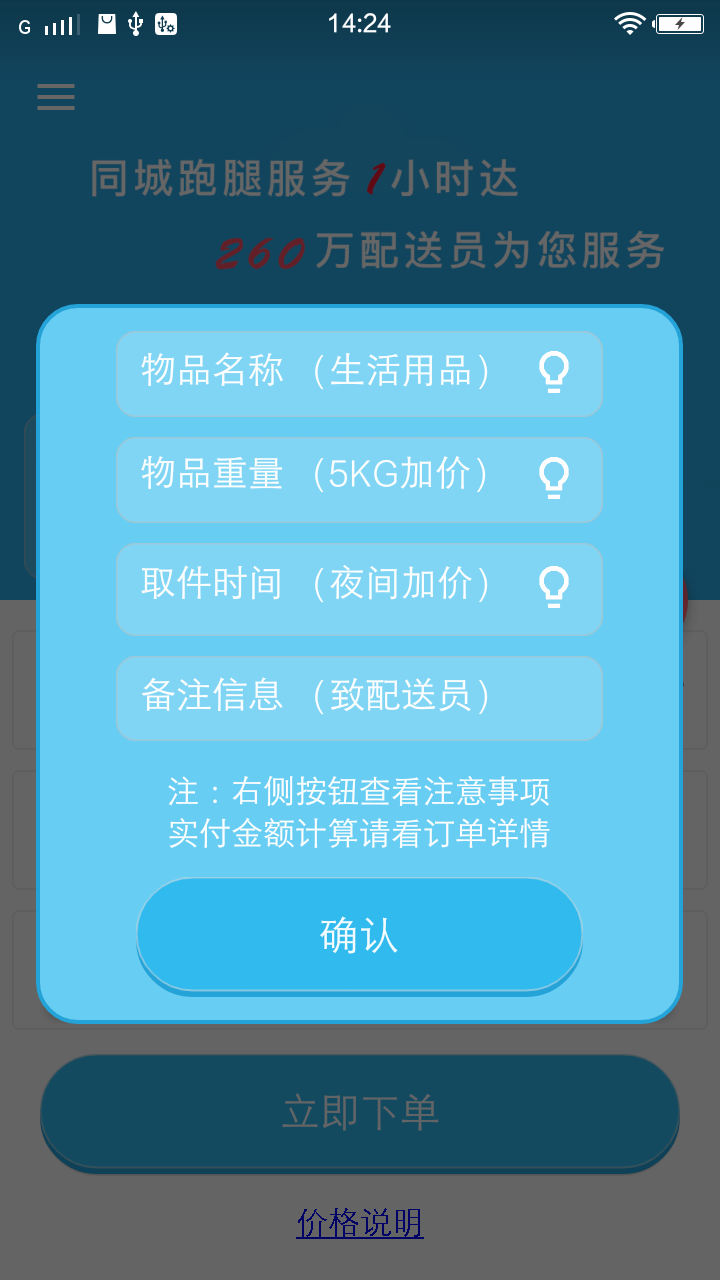 G
14:24
同城跑腿服务1小时达
260万配送员为您服务
物品名称 （生活用品）
物品重量 （5KG加价）
取件时间 （夜间加价）
备注信息 （致配送员）
注：右侧按钮查看注意事项
实付金额计算请看订单详情
确认
立即下单
价格说明